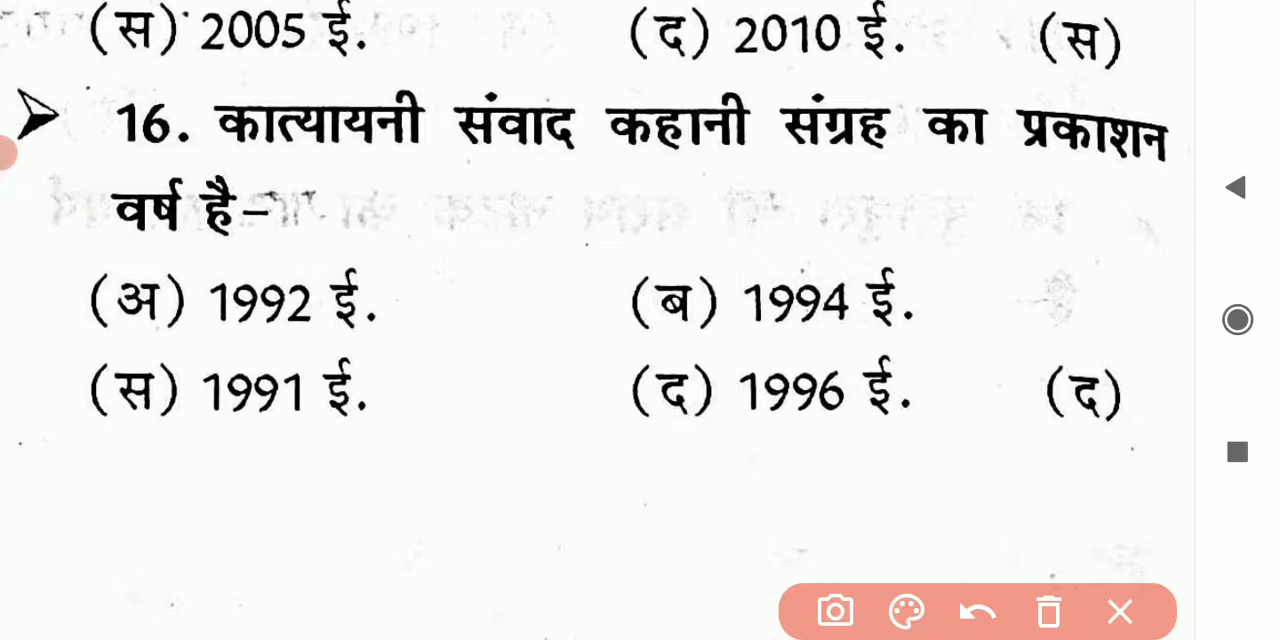 (स) 2005 ई. (द) 2010 ई. (स)
16. कात्यायनी संवाद कहानी संग्रह का प्रकाशन
वर्ष है–
(अ) 1992 ई. (ब) 1994 ई.
(स) 1991 ई. (द) 1996 ई. (द)